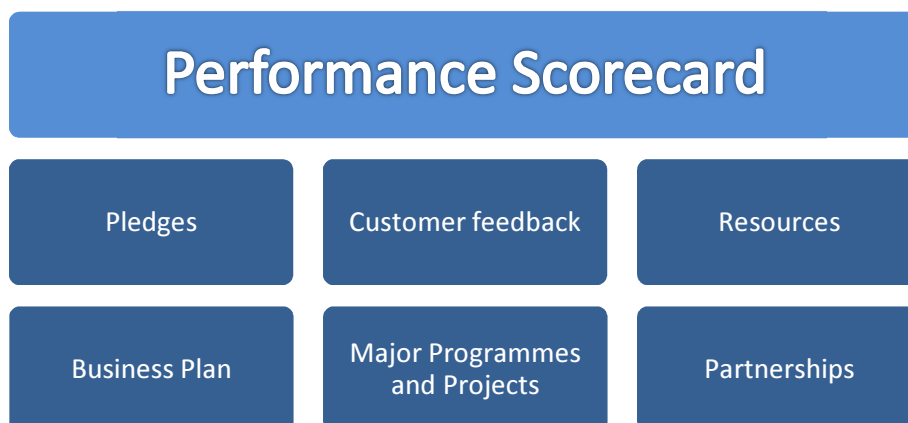 Performance Scorecard
Pledges
Customer feedback
Resources
Business Plan
Major Programmes
and Projects
Partnerships